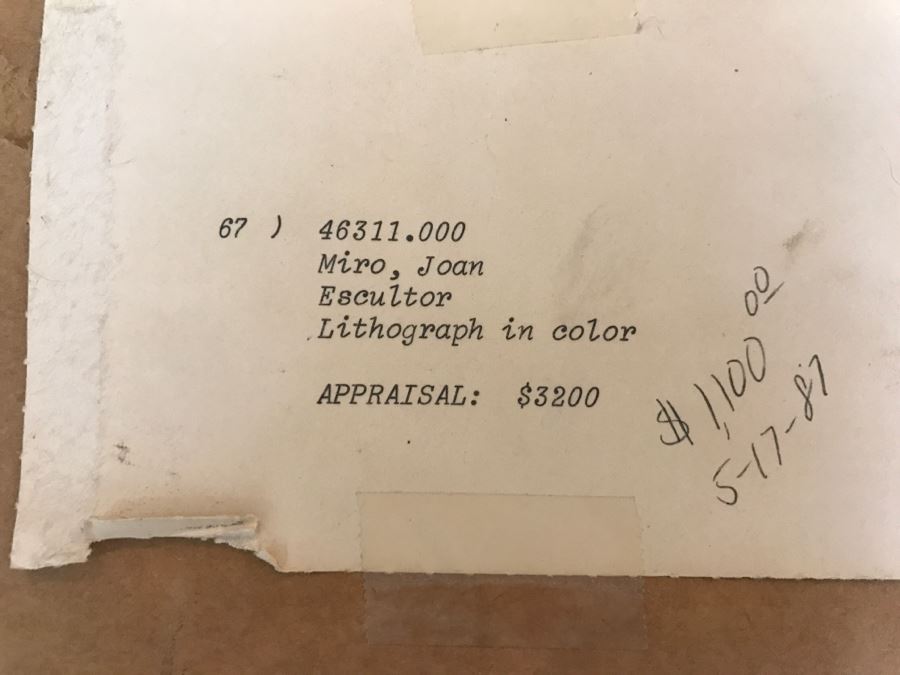 67 ) 46311.000
Miro, Joan
Escultor
Lithograph in color
APPRAISAL: $3200
$1,100 00
5-17-87